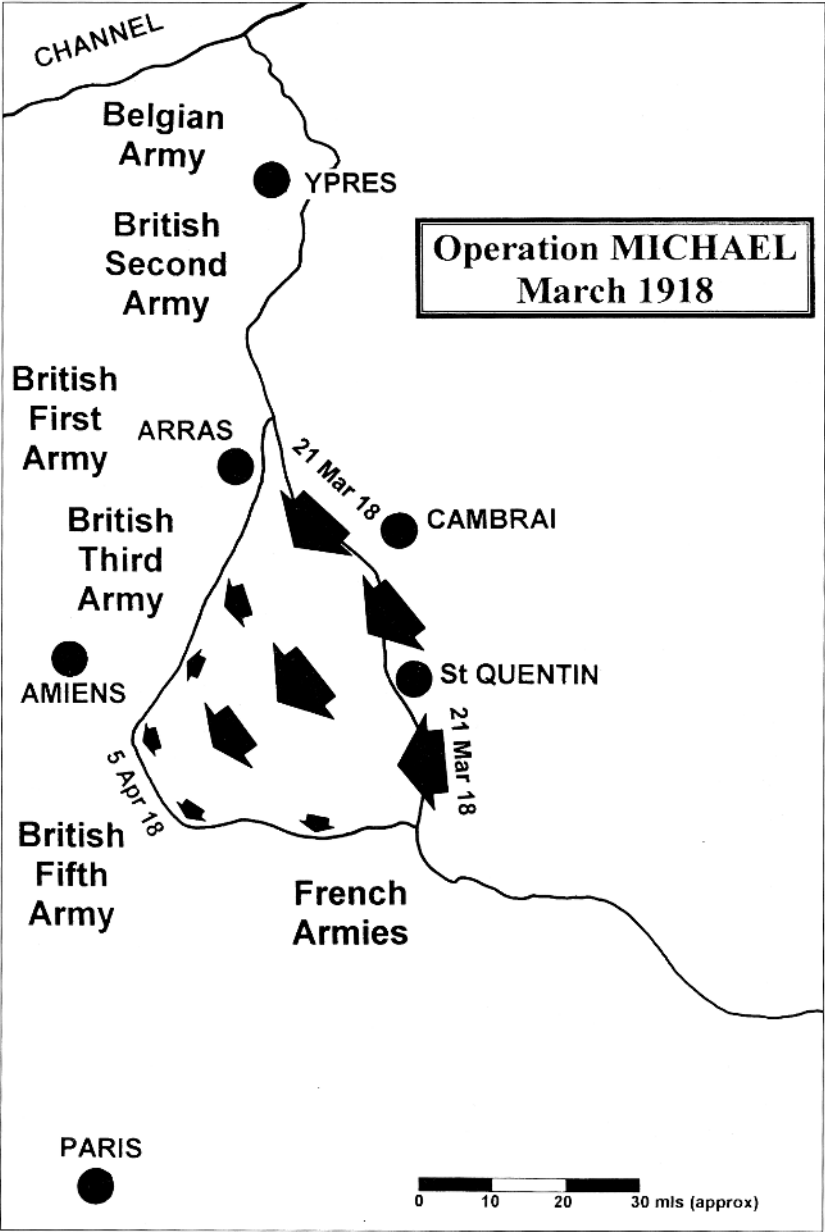 CHANNEL
Belgian
Army
YPRES
British
Second
Army
Operation MICHAEL
March 1918
British
First
Army
ARRAS
21 Mar 18
CAMBRAI
British
Third
Army
AMIENS
St QUENTIN
21 Mar 18
5 Apr 18
British
Fifth
Army
French
Armies
PARIS
0 10 20 30 mls (approx)